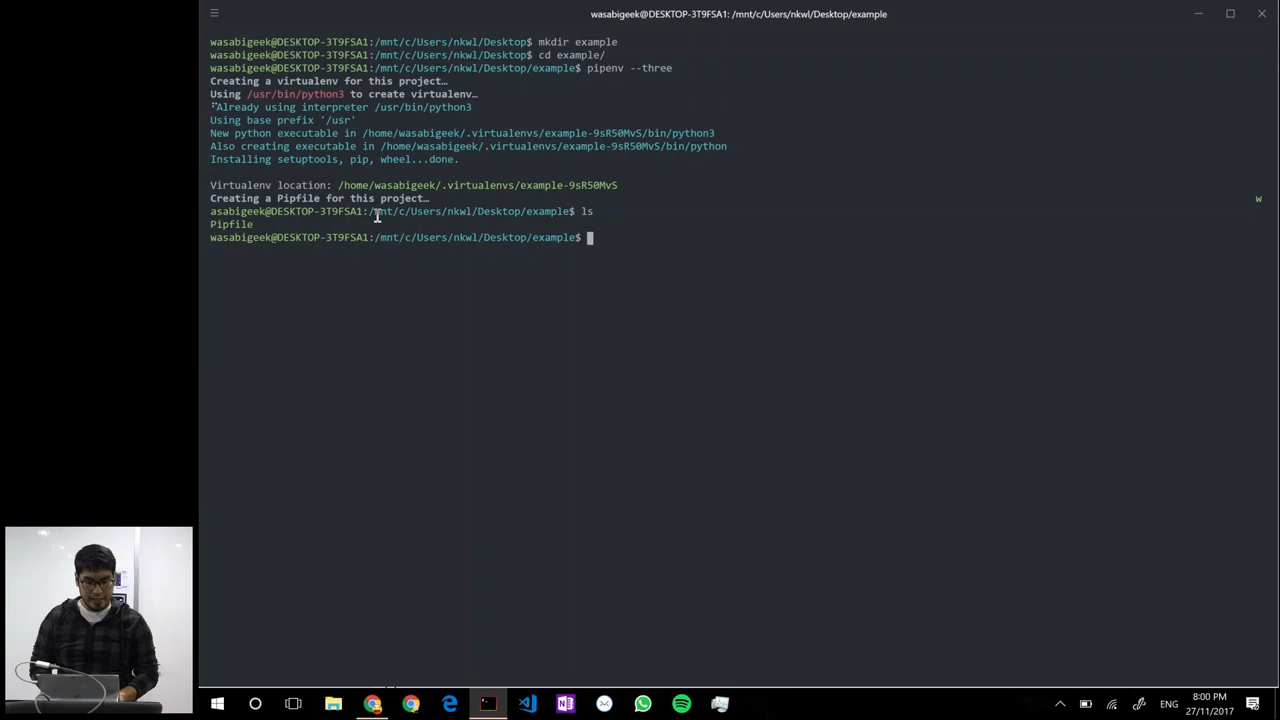 wasabigeek@DESKTOP-3T9FSA1: /mnt/c/Users/nkwl/Desktop/example
wasabigeek@DESKTOP-3T9FSA1:/mnt/c/Users/nkwl/Desktop$ mkdir example
wasabigeek@DESKTOP-3T9FSA1:/mnt/c/Users/nkwl/Desktop$ cd example/
wasabigeek@DESKTOP-3T9FSA1:/mnt/c/Users/nkwl/Desktop/example$ pipenv --three
Creating a virtualenv for this project…
Using /usr/bin/python3 to create virtualenv…
⠋Already using interpreter /usr/bin/python3
Using base prefix '/usr'
New python executable in /home/wasabigeek/.virtualenvs/example-9sR50MvS/bin/python3
Also creating executable in /home/wasabigeek/.virtualenvs/example-9sR50MvS/bin/python
Installing setuptools, pip, wheel...done.
Virtualenv location: /home/wasabigeek/.virtualenvs/example-9sR50MvS
Creating a Pipfile for this project…
w
asabigeek@DESKTOP-3T9FSA1:/mnt/c/Users/nkwl/Desktop/example$ ls
Pipfile
wasabigeek@DESKTOP-3T9FSA1:/mnt/c/Users/nkwl/Desktop/example$
ENG
8:00 PM
27/11/2017